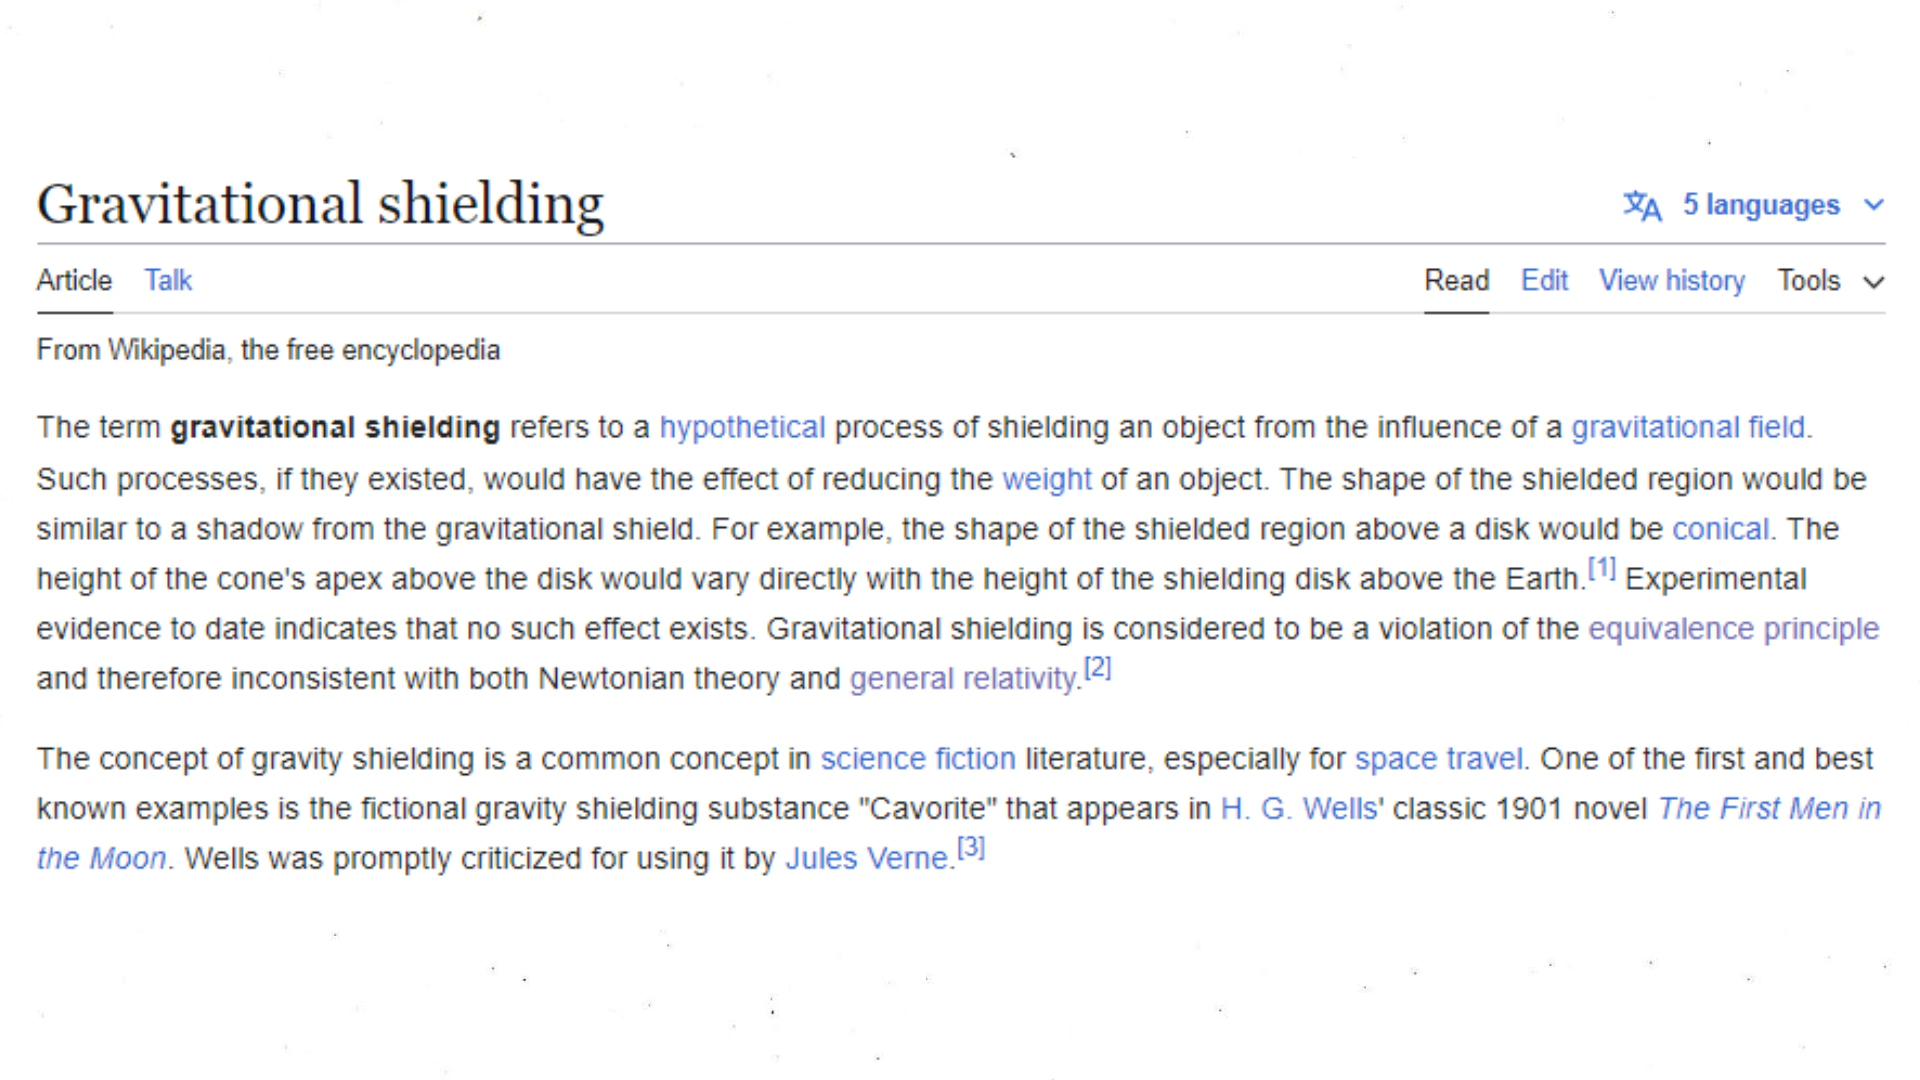 Gravitational shielding
5 languages
Article Talk
Read Edit View history Tools
From Wikipedia, the free encyclopedia
The term gravitational shielding refers to a hypothetical process of shielding an object from the influence of a gravitational field.
Such processes, if they existed, would have the effect of reducing the weight of an object. The shape of the shielded region would be
similar to a shadow from the gravitational shield. For example, the shape of the shielded region above a disk would be conical. The
height of the cone's apex above the disk would vary directly with the height of the shielding disk above the Earth.[1] Experimental
evidence to date indicates that no such effect exists. Gravitational shielding is considered to be a violation of the equivalence principle
and therefore inconsistent with both Newtonian theory and general relativity.[2]
The concept of gravity shielding is a common concept in science fiction literature, especially for space travel. One of the first and best
known examples is the fictional gravity shielding substance "Cavorite" that appears in H. G. Wells' classic 1901 novel The First Men in
the Moon. Wells was promptly criticized for using it by Jules Verne.[3]